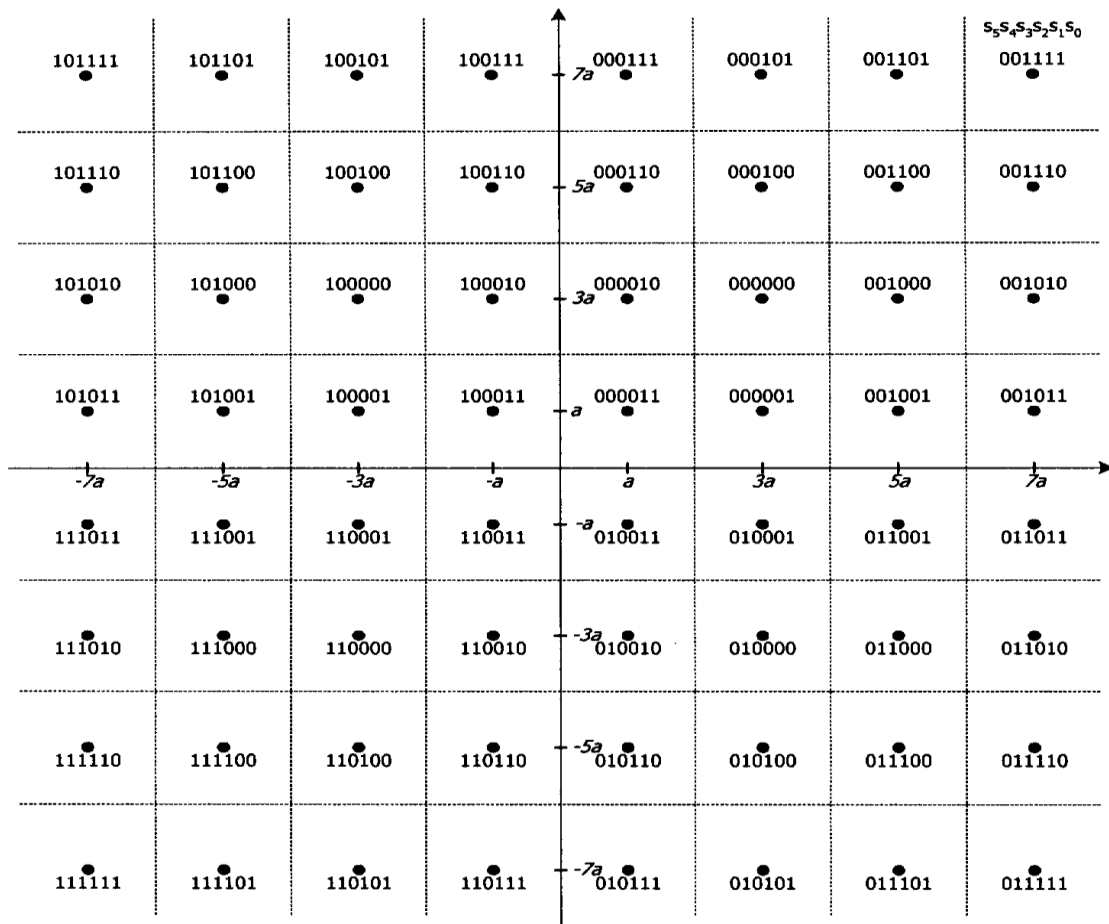 s₅s₄s₃s₂s₁s₀
101111 101101 100101 100111 000111 000101 001101 001111
7a
101110 101100 100100 100110 000110 000100 001100 001110
5a
101010 101000 100000 100010 000010 000000 001000 001010
3a
101011 101001 100001 100011 000011 000001 001001 001011
a
-7a -5a -3a -a a 3a 5a 7a
-a
111011 111001 110001 110011 010011 010001 011001 011011
-3a
111010 111000 110000 110010 010010 010000 011000 011010
-5a
111110 111100 110100 110110 010110 010100 011100 011110
-7a
111111 111101 110101 110111 010111 010101 011101 011111